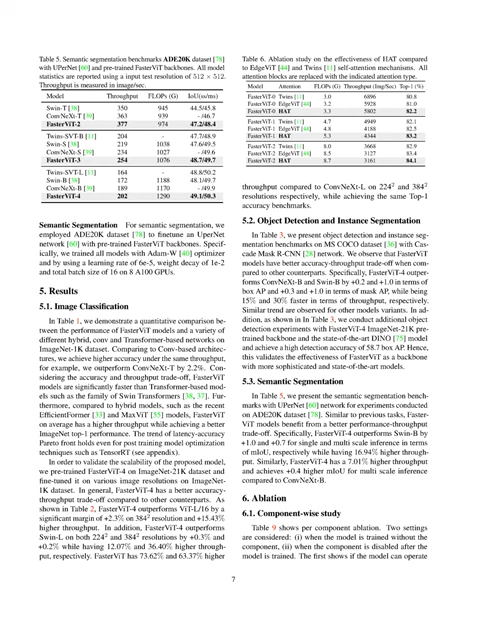 Table 5. Semantic segmentation benchmarks ADE20K dataset [78]
with UPerNet [60] and pre-trained FasterViT backbones. All model
statistics are reported using a input test resolution of 512 × 512.
Throughput is measured in image/sec.
Model Throughput FLOPs (G) IoU(ss/ms)
Swin-T [38] 350 945 44.5/45.8
ConvNeXt-T [39] 363 939 - /46.7
FasterViT-2 377 974 47.2/48.4
Twins-SVT-B [11] 204 - 47.7/48.9
Swin-S [38] 219 1038 47.6/49.5
ConvNeXt-S [39] 234 1027 - /49.6
FasterViT-3 254 1076 48.7/49.7
Twins-SVT-L [11] 164 - 48.8/50.2
Swin-B [38] 172 1188 48.1/49.7
ConvNeXt-B [39] 189 1170 - /49.9
FasterViT-4 202 1290 49.1/50.3
Semantic Segmentation For semantic segmentation, we
employed ADE20K dataset [78] to finetune an UperNet
network [60] with pre-trained FasterViT backbones. Specif-
ically, we trained all models with Adam-W [40] optimizer
and by using a learning rate of 6e-5, weight decay of 1e-2
and total batch size of 16 on 8 A100 GPUs.
5. Results
5.1. Image Classification
In Table 1, we demonstrate a quantitative comparison be-
tween the performance of FasterViT models and a variety of
different hybrid, conv and Transformer-based networks on
ImageNet-1K dataset. Comparing to Conv-based architec-
tures, we achieve higher accuracy under the same throughput,
for example, we outperform ConvNeXt-T by 2.2%. Con-
sidering the accuracy and throughput trade-off, FasterViT
models are significantly faster than Transformer-based mod-
els such as the family of Swin Transformers [38, 37]. Fur-
thermore, compared to hybrid models, such as the recent
EfficientFormer [33] and MaxViT [55] models, FasterViT
on average has a higher throughput while achieving a better
ImageNet top-1 performance. The trend of latency-accuracy
Pareto front holds even for post training model optimization
techniques such as TensorRT (see appendix).
In order to validate the scalability of the proposed model,
we pre-trained FasterViT-4 on ImageNet-21K dataset and
fine-tuned it on various image resolutions on ImageNet-
1K dataset. In general, FasterViT-4 has a better accuracy-
throughput trade-off compared to other counterparts. As
shown in Table 2, FasterViT-4 outperforms ViT-L/16 by a
significant margin of +2.3% on 384² resolution and +15.43%
higher throughput. In addition, FasterViT-4 outperforms
Swin-L on both 224² and 384² resolutions by +0.3% and
+0.2% while having 12.07% and 36.40% higher through-
put, respectively. FasterViT has 73.62% and 63.37% higher
Table 6. Ablation study on the effectiveness of HAT compared
to EdgeViT [44] and Twins [11] self-attention mechanisms. All
attention blocks are replaced with the indicated attention type.
Model Attention FLOPs (G) Throughput (Img/Sec) Top-1 (%)
FasterViT-0 Twins [11] 3.0 6896 80.8
FasterViT-0 EdgeViT [44] 3.2 5928 81.0
FasterViT-0 HAT 3.3 5802 82.2
FasterViT-1 Twins [11] 4.7 4949 82.1
FasterViT-1 EdgeViT [44] 4.8 4188 82.5
FasterViT-1 HAT 5.3 4344 83.2
FasterViT-2 Twins [11] 8.0 3668 82.9
FasterViT-2 EdgeViT [44] 8.5 3127 83.4
FasterViT-2 HAT 8.7 3161 84.1
throughput compared to ConvNeXt-L on 224² and 384²
resolutions respectively, while achieving the same Top-1
accuracy benchmarks.
5.2. Object Detection and Instance Segmentation
In Table 3, we present object detection and instance seg-
mentation benchmarks on MS COCO dataset [36] with Cas-
cade Mask R-CNN [28] network. We observe that FasterViT
models have better accuracy-throughput trade-off when com-
pared to other counterparts. Specifically, FasterViT-4 outper-
forms ConvNeXt-B and Swin-B by +0.2 and +1.0 in terms of
box AP and +0.3 and +1.0 in terms of mask AP, while being
15% and 30% faster in terms of throughput, respectively.
Similar trend are observed for other models variants. In ad-
dition, as shown in In Table 3, we conduct additional object
detection experiments with FasterViT-4 ImageNet-21K pre-
trained backbone and the state-of-the-art DINO [75] model
and achieve a high detection accuracy of 58.7 box AP. Hence,
this validates the effectiveness of FasterViT as a backbone
with more sophisticated and state-of-the-art models.
5.3. Semantic Segmentation
In Table 5, we present the semantic segmentation bench-
marks with UPerNet [60] network for experiments conducted
on ADE20K dataset [78]. Similar to previous tasks, Faster-
ViT models benefit from a better performance-throughput
trade-off. Specifically, FasterViT-4 outperforms Swin-B by
+1.0 and +0.7 for single and multi scale inference in terms
of mIoU, respectively while having 16.94% higher through-
put. Similarly, FasterViT-4 has a 7.01% higher throughput
and achieves +0.4 higher mIoU for multi scale inference
compared to ConvNeXt-B.
6. Ablation
6.1. Component-wise study
Table 9 shows per component ablation. Two settings
are considered: (i) when the model is trained without the
component, (ii) when the component is disabled after the
model is trained. The first shows if the model can operate
7